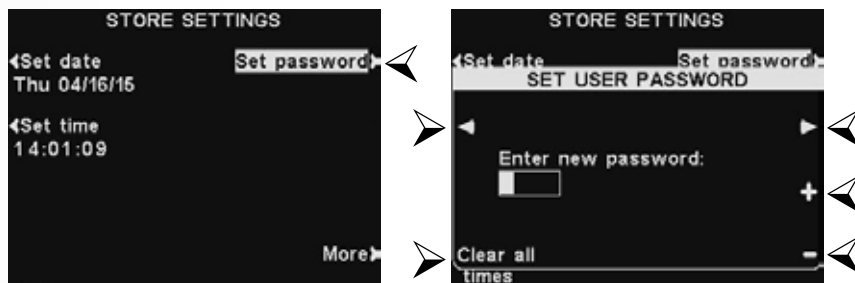 STORE SETTINGS
Set date
Set password
Thu 04/16/15
Set time
14:01:09
More
STORE SETTINGS
Set date
Set password
SET USER PASSWORD
Enter new password:
+
Clear all
-
times